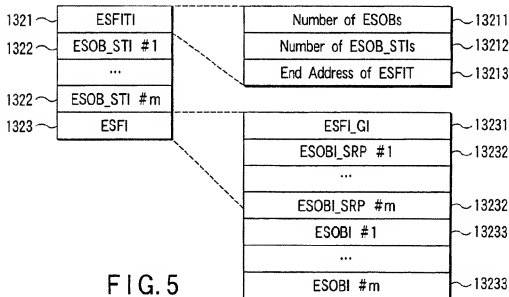 1321 ESFITI
1322 ESOB_STI #1
...
1322 ESOB_STI #m
1323 ESFI
Number of ESOBs 13211
Number of ESOB_STIs 13212
End Address of ESFIT 13213
ESFI_GI 13231
ESOBI_SRP #1 13232
...
ESOBI_SRP #m 13232
ESOBI #1 13233
...
ESOBI #m 13233
FIG.5